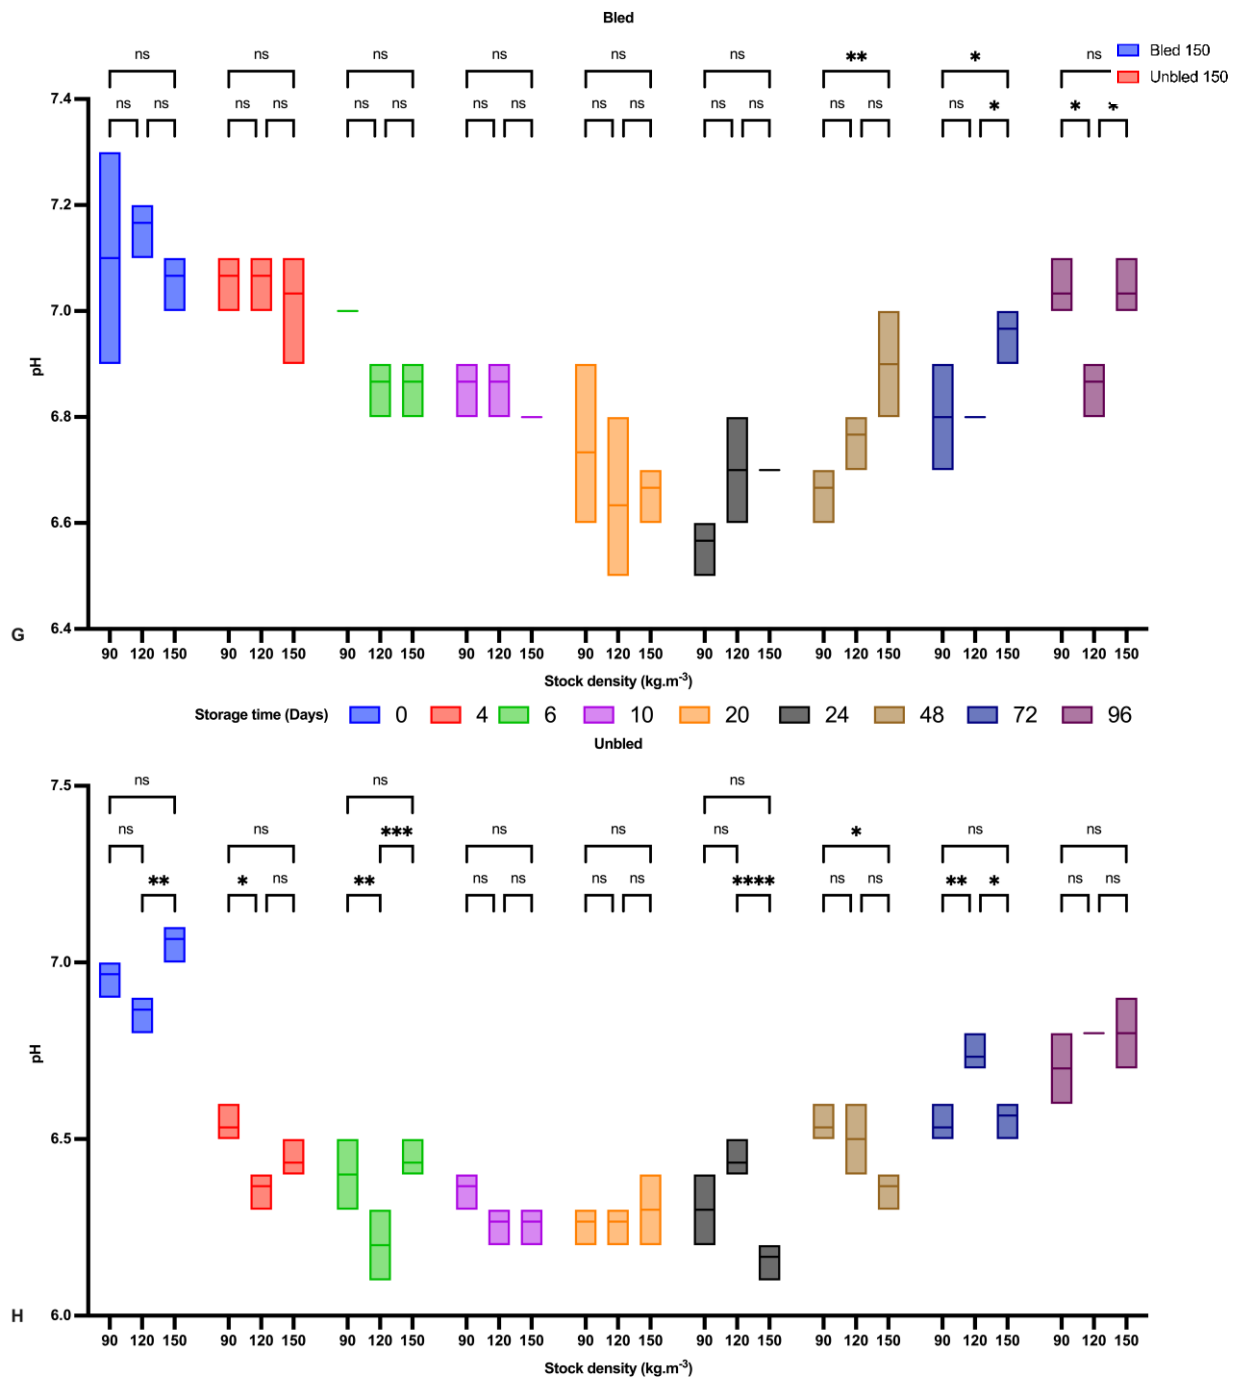 Bled
Bled 150
Unbled 150
ns ns ns ns ns ns ** * ns
ns ns ns ns ns ns ns ns ns ns ns ns ns ns ns * * *
7.4
7.2
7.0
6.8
6.6
6.4
pH
G
90 120 150 90 120 150 90 120 150 90 120 150 90 120 150 90 120 150 90 120 150 90 120 150 90 120 150
Stock density (kg.m-3)
Storage time (Days) 0 4 6 10 20 24 48 72 96
Unbled
ns ns ns
ns ns *** ns ns ns * ns ns
** * ns ** ns ns ns ns **** ns ns ** * ns ns
7.5
7.0
6.5
6.0
pH
H
90 120 150 90 120 150 90 120 150 90 120 150 90 120 150 90 120 150 90 120 150 90 120 150 90 120 150
Stock density (kg.m-3)